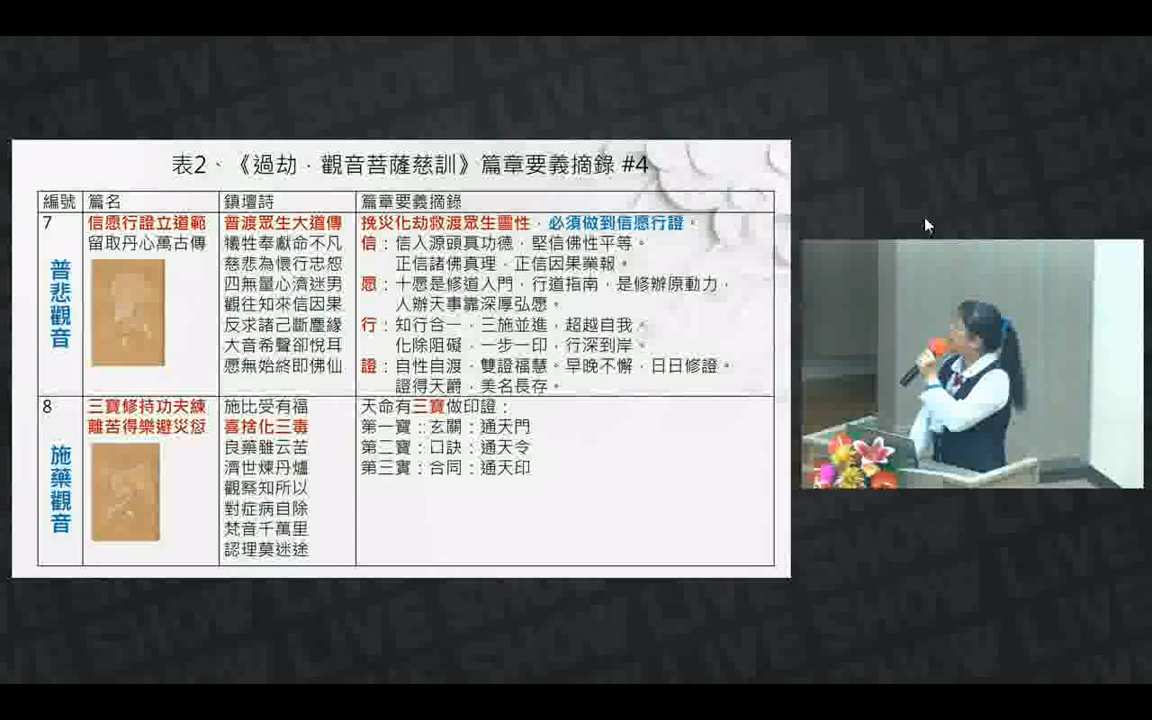 表2、《過劫．觀音菩薩慈訓》篇章要義摘錄 #4
編號 篇名 鎮壇詩 篇章要義摘錄
7
普悲觀音
信愿行證立道範
留取丹心萬古傳
普渡眾生大道傳
犧牲奉獻命不凡
慈悲為懷行忠恕
四無量心濟迷男
觀往知來信因果
反求諸己斷塵緣
大音希聲卻悅耳
愿無始終即佛仙
挽災化劫救渡眾生靈性，必須做到信愿行證。
信：信入源頭真功德，堅信佛性平等。
正信諸佛真理，正信因果業報。
愿：十愿是修道入門，行道指南，是修辦原動力，
人辦天事靠深厚弘愿。
行：知行合一，三施並進，超越自我。
化除阻礙，一步一印，行深到岸。
證：自性自渡，雙證福慧。早晚不懈，日日修證。
證得天爵，美名長存。
8
施藥觀音
三寶修持功夫練
離苦得樂避災愆
施比受有福
喜捨化三毒
良藥雖云苦
濟世煉丹爐
觀察知所以
對症病自除
梵音千萬里
認理莫迷途
天命有三寶做印證：
第一寶：玄關：通天門
第二寶：口訣：通天令
第三寶：合同：通天印
LIVE SHOW